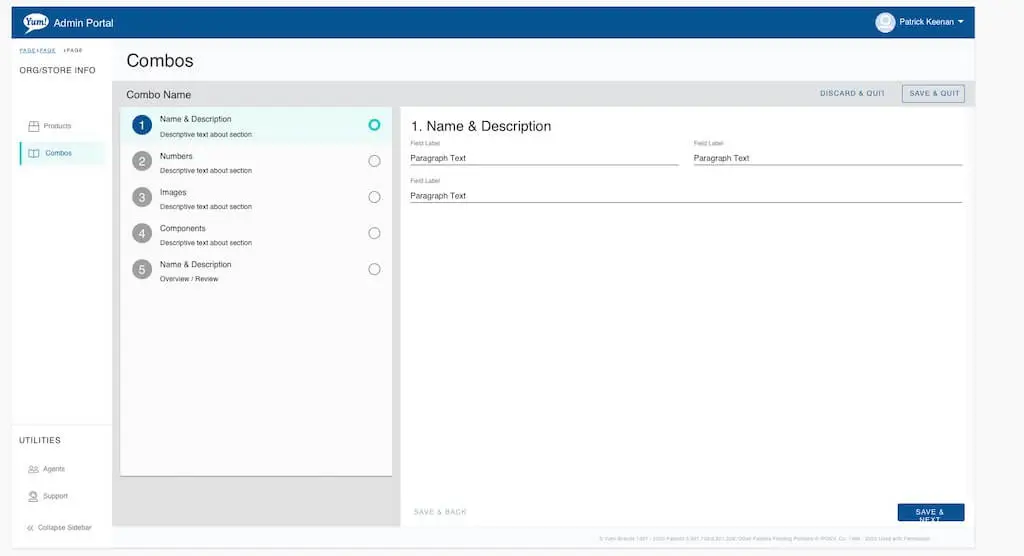 Yum! Admin Portal
Patrick Keenan
PAGE PAGE PAGE
ORG/STORE INFO
Combos
Combo Name
DISCARD & QUIT
SAVE & QUIT
Products
Combos
1
Name & Description
Descriptive text about section
2
Numbers
Descriptive text about section
3
Images
Descriptive text about section
4
Components
Descriptive text about section
5
Name & Description
Overview / Review
1. Name & Description
Field Label
Field Label
Paragraph Text
Paragraph Text
Field Label
Paragraph Text
UTILITIES
Agents
Support
Collapse Sidebar
SAVE & BACK
SAVE & NEXT
Used with Permission